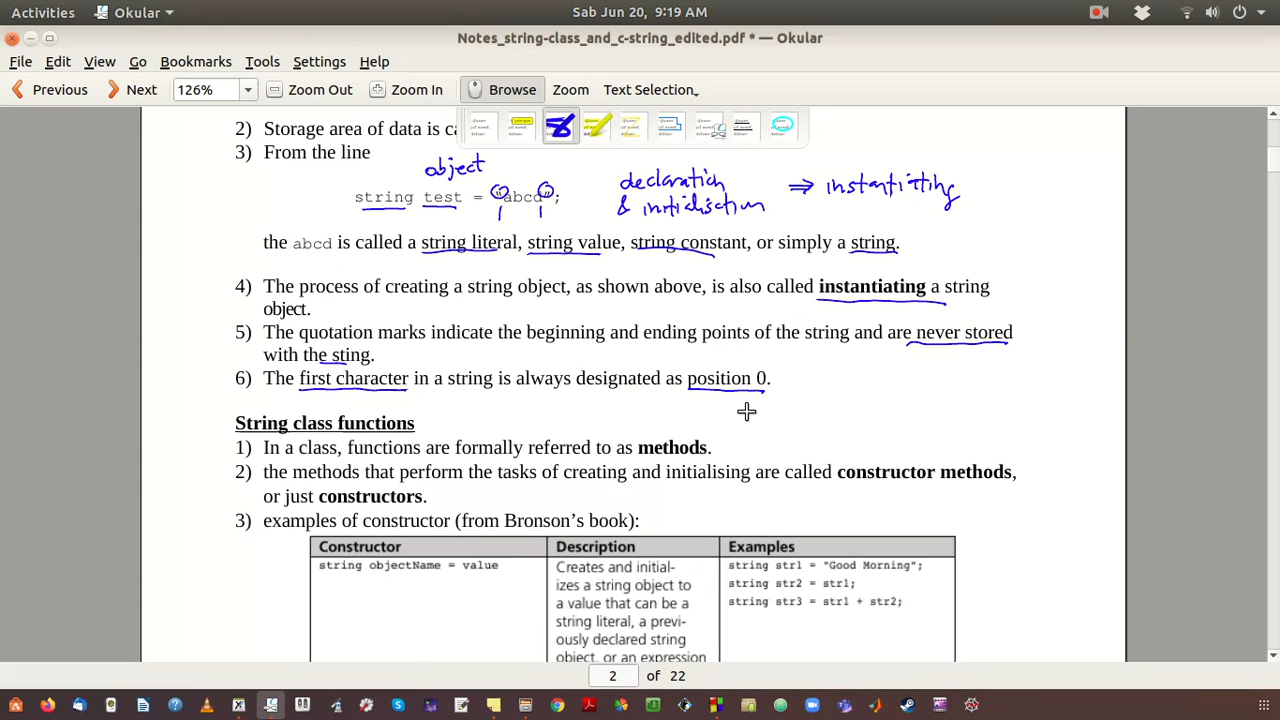 Activities Okular Sab Jun 20, 9:19 AM
Notes_string-class_and_c-string_edited.pdf * — Okular
File Edit View Go Bookmarks Tools Settings Help
Previous Next 126% Zoom Out Zoom In Browse Zoom Text Selection
2) Storage area of data is ca
3) From the line
object
declaration
& initialisation ⇒ instantiating
string test = "abcd";
the abcd is called a string literal, string value, string constant, or simply a string.
4) The process of creating a string object, as shown above, is also called instantiating a string
object.
5) The quotation marks indicate the beginning and ending points of the string and are never stored
with the sting.
6) The first character in a string is always designated as position 0.
String class functions
1) In a class, functions are formally referred to as methods.
2) the methods that perform the tasks of creating and initialising are called constructor methods,
or just constructors.
3) examples of constructor (from Bronson's book):
Constructor Description Examples
string objectName = value
Creates and initial-
izes a string object to
a value that can be a
string literal, a previ-
ously declared string
object, or an expression
string str1 = "Good Morning";
string str2 = str1;
string str3 = str1 + str2;
2 of 22